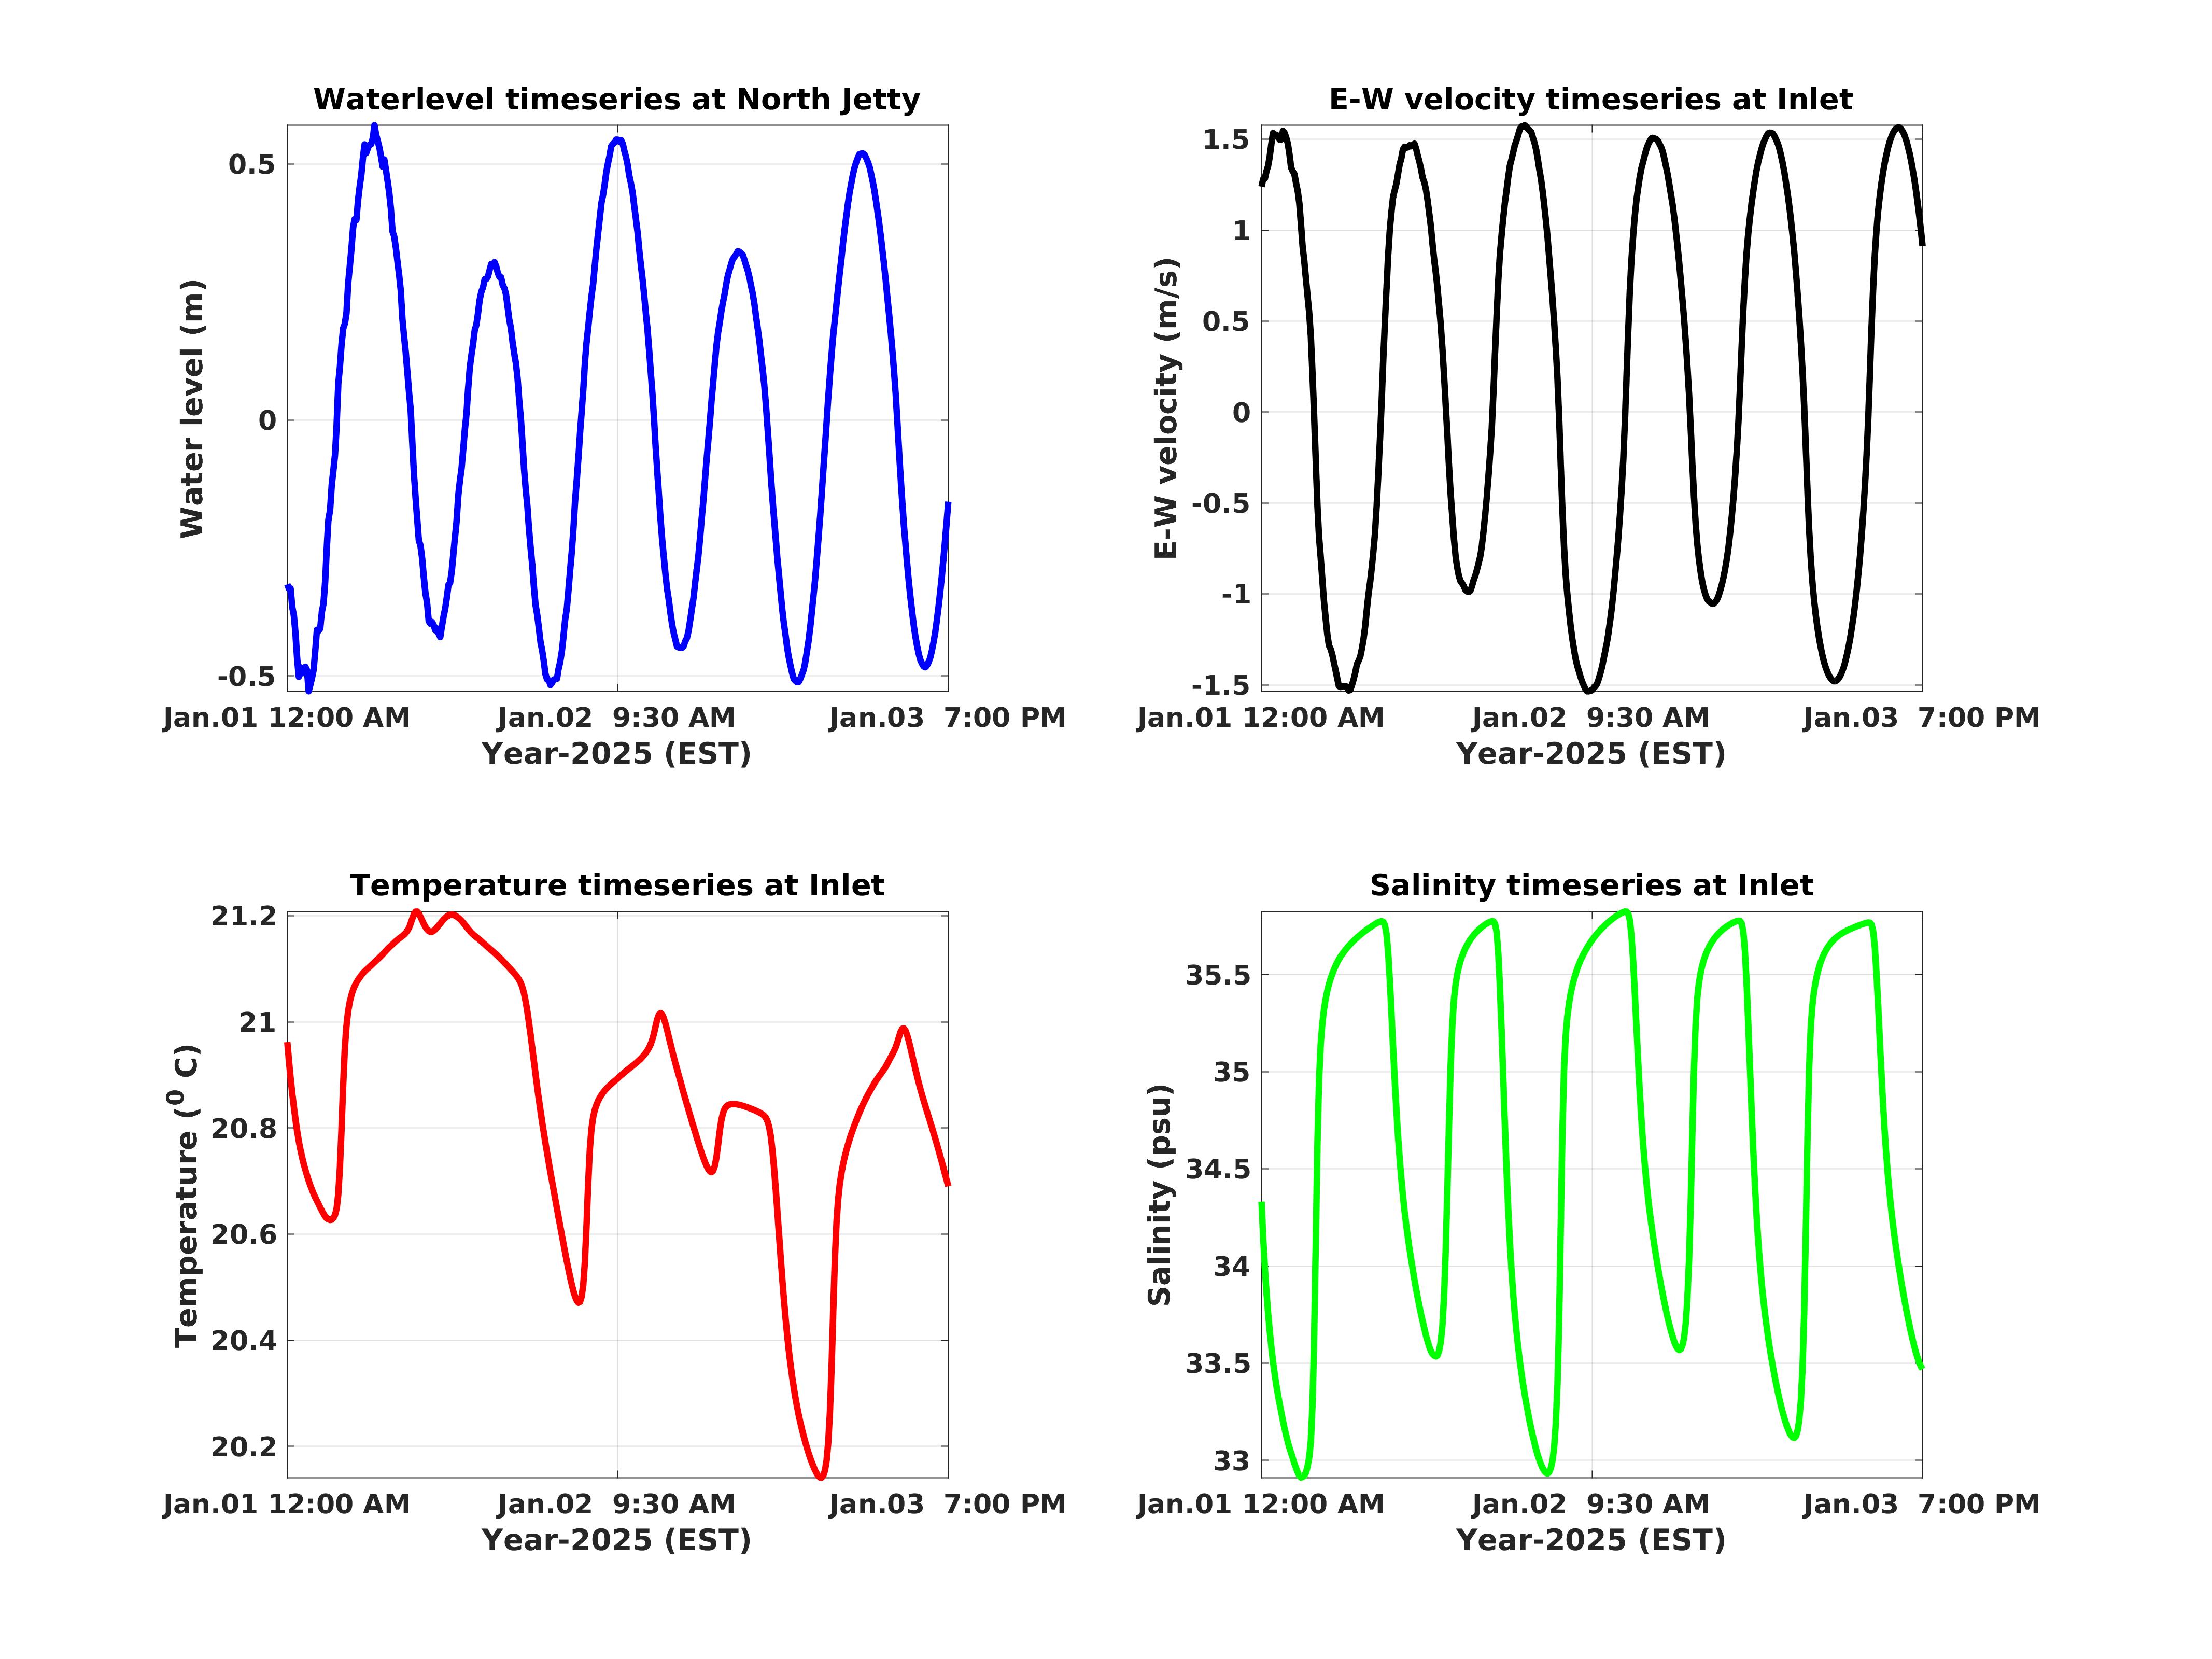 Waterlevel timeseries at North Jetty
0.5
0
-0.5
Water level (m)
Jan.01 12:00 AM
Jan.02  9:30 AM
Jan.03  7:00 PM
Year-2025 (EST)
E-W velocity timeseries at Inlet
1.5
1
0.5
0
-0.5
-1
-1.5
E-W velocity (m/s)
Jan.01 12:00 AM
Jan.02  9:30 AM
Jan.03  7:00 PM
Year-2025 (EST)
Temperature timeseries at Inlet
21.2
21
20.8
20.6
20.4
20.2
Temperature (⁰ C)
Jan.01 12:00 AM
Jan.02  9:30 AM
Jan.03  7:00 PM
Year-2025 (EST)
Salinity timeseries at Inlet
35.5
35
34.5
34
33.5
33
Salinity (psu)
Jan.01 12:00 AM
Jan.02  9:30 AM
Jan.03  7:00 PM
Year-2025 (EST)